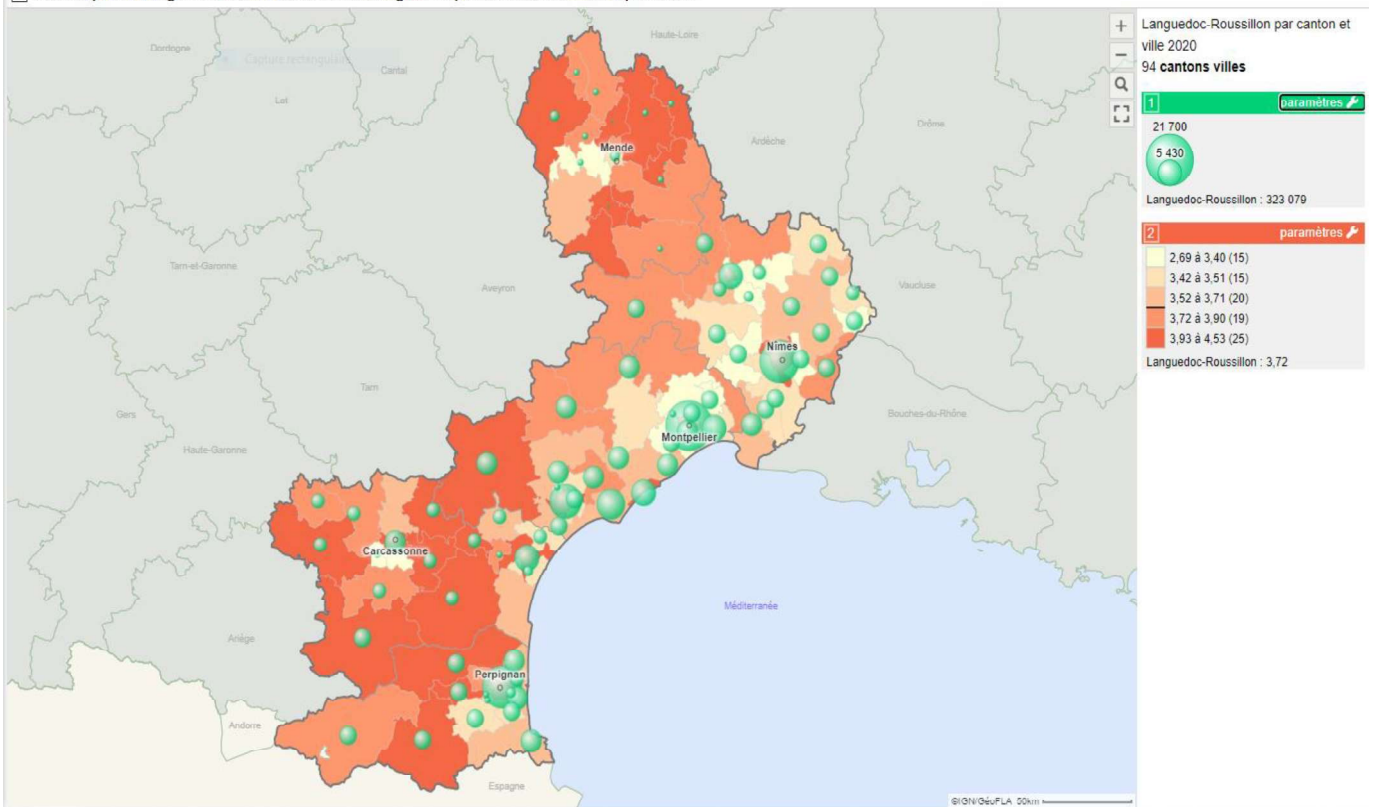 Languedoc-Roussillon par canton et
ville 2020
94 cantons villes
1 paramètres
21 700
5 430
Languedoc-Roussillon : 323 079
2 paramètres
2,69 à 3,40 (15)
3,42 à 3,51 (15)
3,52 à 3,71 (20)
3,72 à 3,90 (19)
3,93 à 4,53 (25)
Languedoc-Roussillon : 3,72
Haute-Loire
Dordogne
Capture rectangulaire
Cantal
Lot
Drôme
Ardèche
Mende
Tarn-et-Garonne
Aveyron
Vaucluse
Nîmes
Tarn
Gers
Bouches-du-Rhône
Montpellier
Haute-Garonne
Carcassonne
Méditerranée
Ariège
Perpignan
Andorre
Espagne
©IGN/GéoFLA 50km